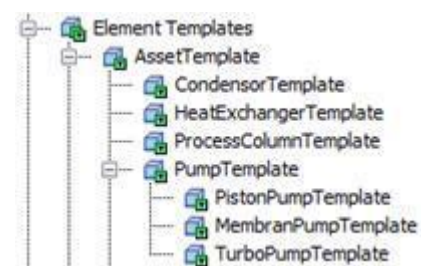 Element Templates
AssetTemplate
CondensorTemplate
HeatExchangerTemplate
ProcessColumnTemplate
PumpTemplate
PistonPumpTemplate
MembranPumpTemplate
TurboPumpTemplate